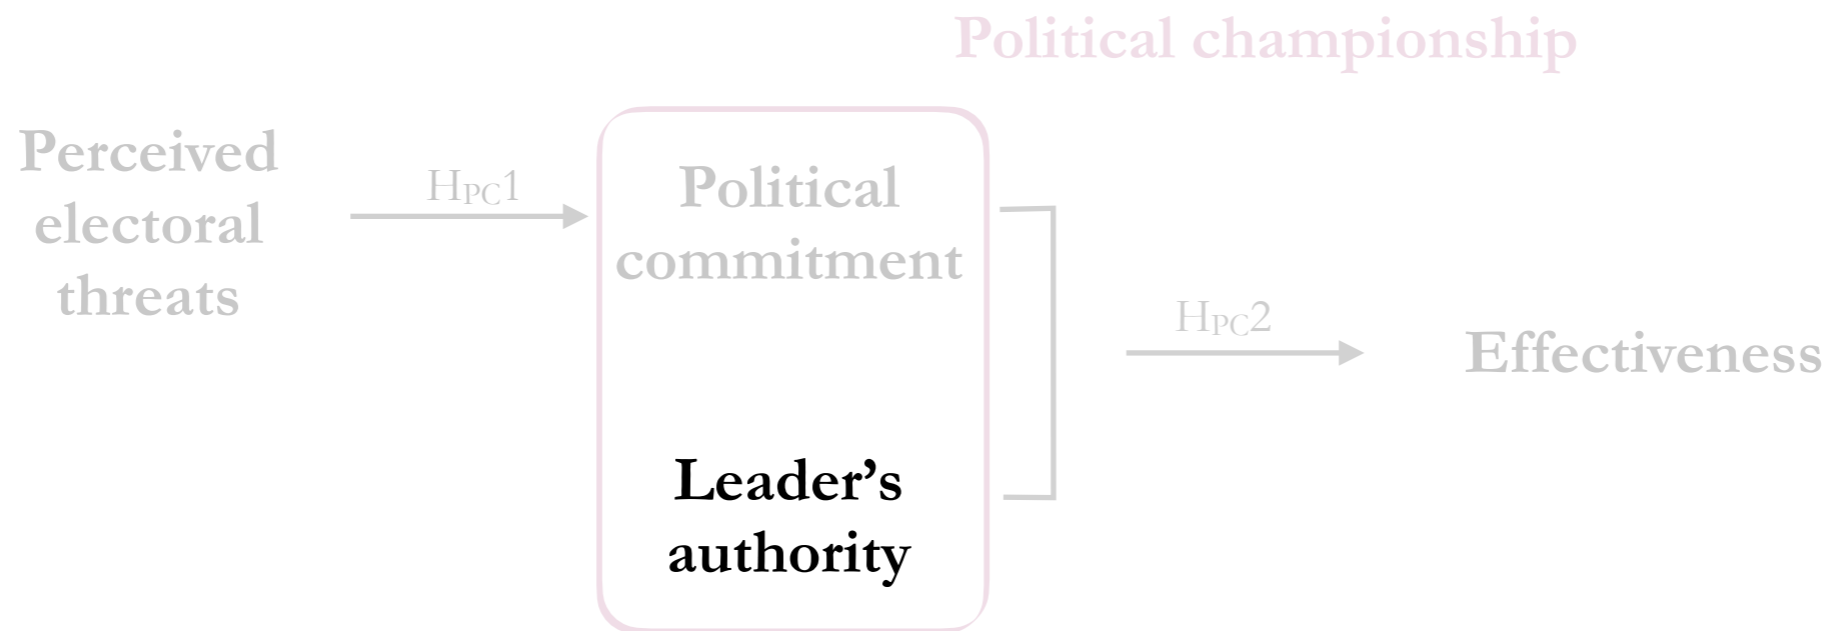 Political championship
Perceived
electoral
threats
HPC1
Political
commitment
HPC2
Effectiveness
Leader’s
authority